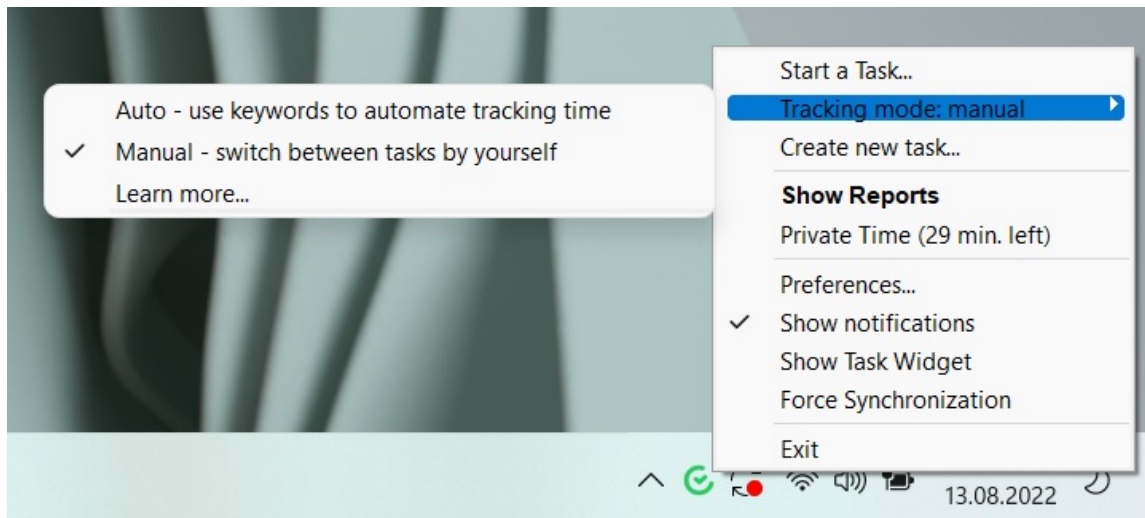 Start a Task...
Tracking mode: manual
Create new task...
Show Reports
Private Time (29 min. left)
Preferences...
Show notifications
Show Task Widget
Force Synchronization
Exit
Auto - use keywords to automate tracking time
Manual - switch between tasks by yourself
Learn more...
13.08.2022